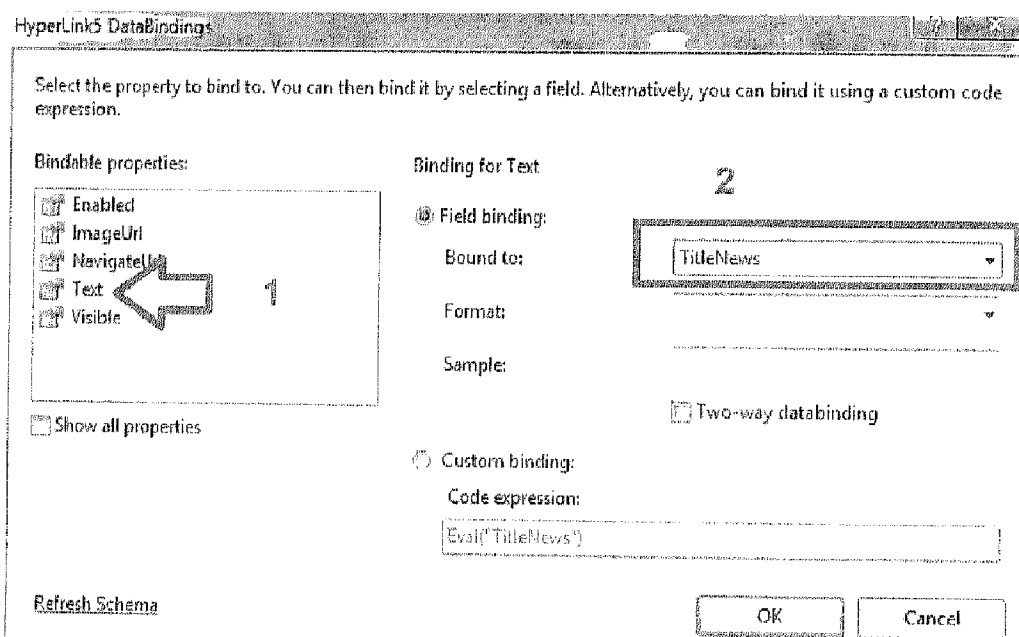 HyperLink5 DataBindings
Select the property to bind to. You can then bind it by selecting a field. Alternatively, you can bind it using a custom code
expression.
Bindable properties:
Enabled
ImageUrl
NavigateUrl
Text
Visible
1
Show all properties
Refresh Schema
Binding for Text
2
Field binding:
Bound to:
TitleNews
Format:
Sample:
Two-way databinding
Custom binding:
Code expression:
Eval("TitleNews")
OK
Cancel